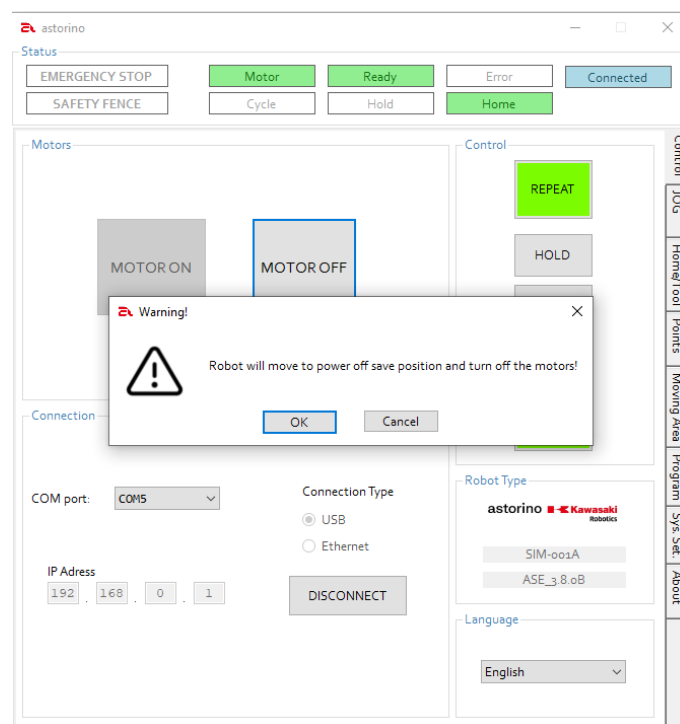 astorino
Status
EMERGENCY STOP
Motor
Ready
Error
Connected
SAFETY FENCE
Cycle
Hold
Home
Motors
MOTOR ON
MOTOR OFF
Control
REPEAT
HOLD
Control
JOG
Home/Tool
Points
Moving Area
Program
Sys. Set.
About
Warning!
Robot will move to power off save position and turn off the motors!
OK
Cancel
Connection
COM port:
COM5
Connection Type
USB
Ethernet
IP Adress
192 . 168 . 0 . 1
DISCONNECT
Robot Type
astorino Kawasaki
Robotics
SIM-001A
ASE_3.8.0B
Language
English